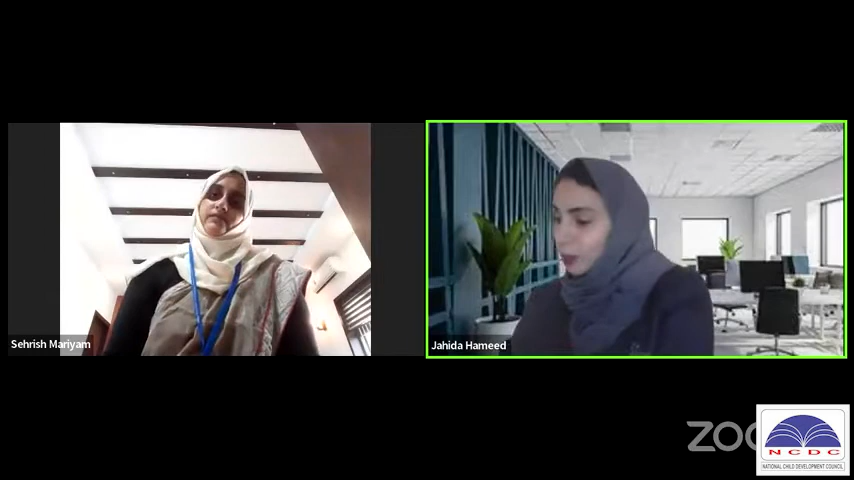 Sehrish Mariyam
Jahida Hameed
ZOO
NCDC
NATIONAL CHILD DEVELOPMENT COUNCIL